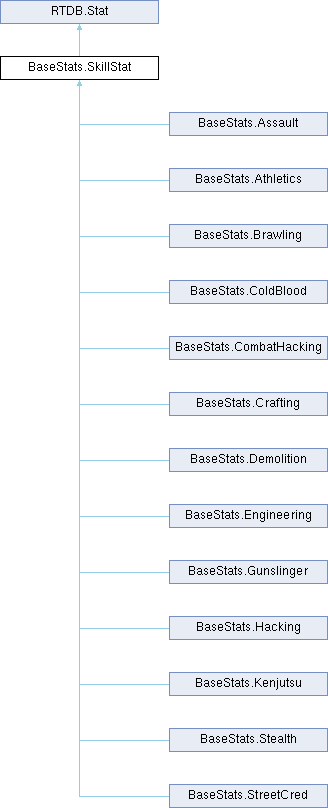 RTDB.Stat
BaseStats.SkillStat
BaseStats.Assault
BaseStats.Athletics
BaseStats.Brawling
BaseStats.ColdBlood
BaseStats.CombatHacking
BaseStats.Crafting
BaseStats.Demolition
BaseStats.Engineering
BaseStats.Gunslinger
BaseStats.Hacking
BaseStats.Kenjutsu
BaseStats.Stealth
BaseStats.StreetCred